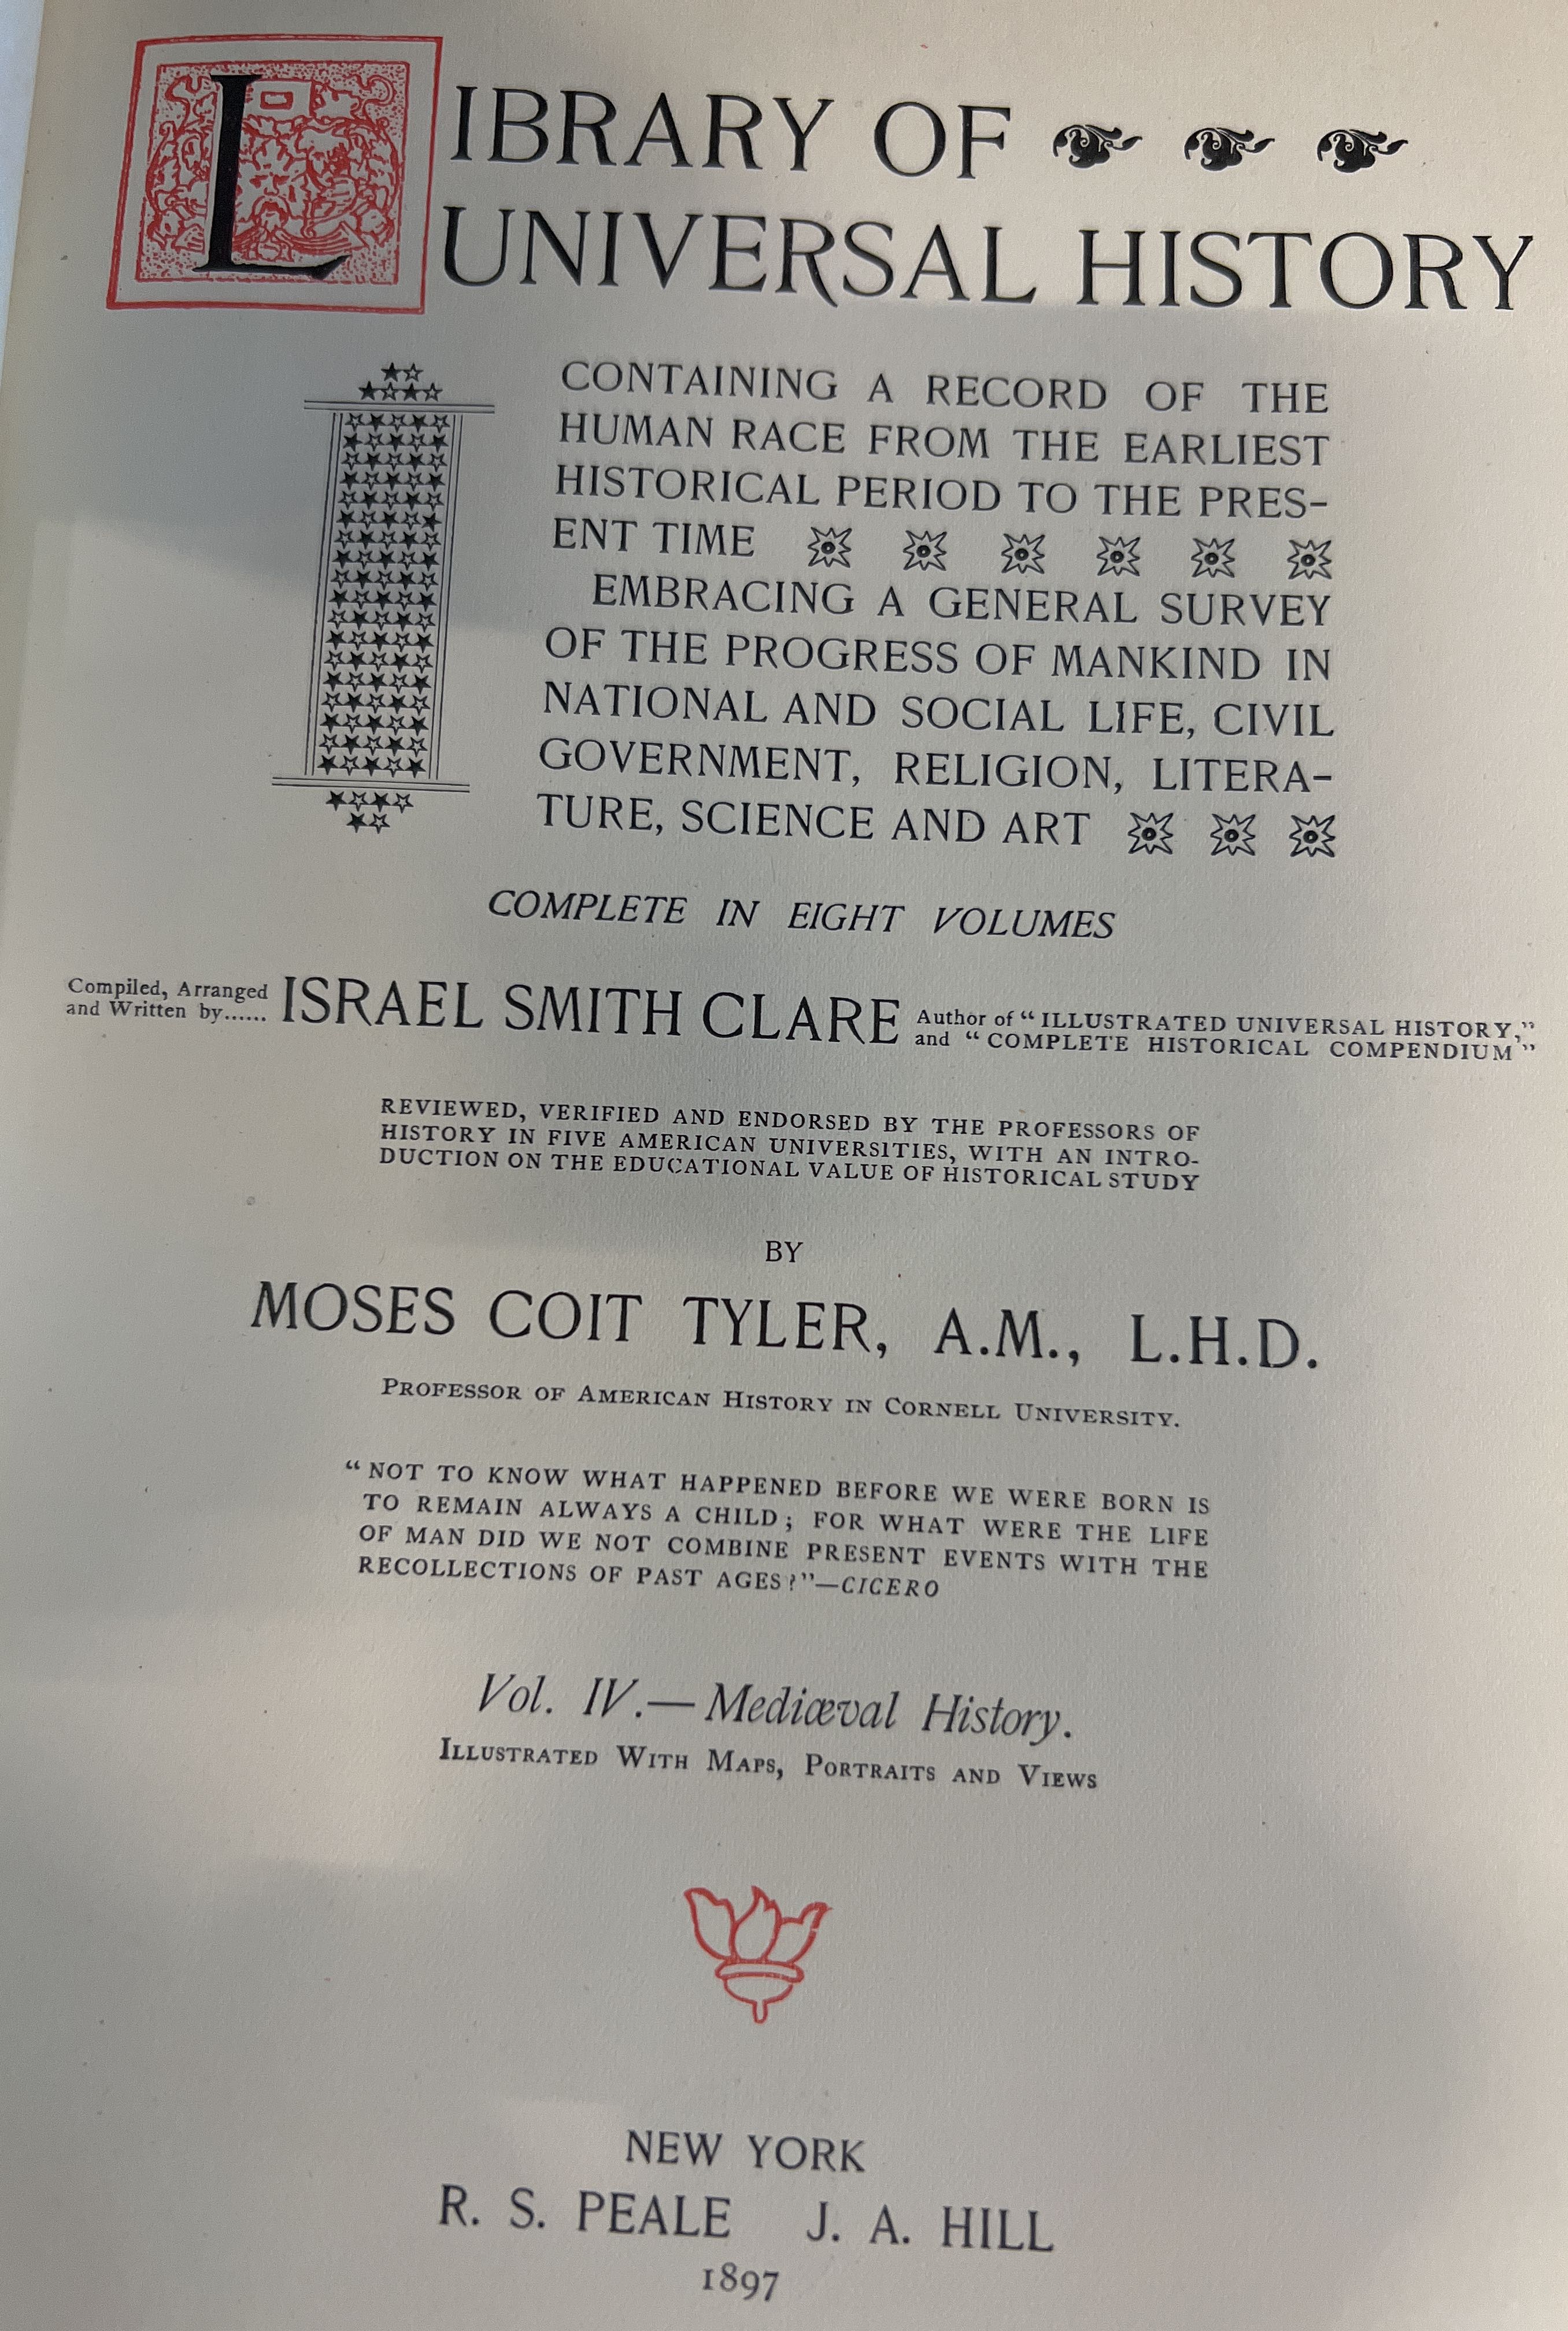 LIBRARY OF
UNIVERSAL HISTORY
CONTAINING A RECORD OF THE
HUMAN RACE FROM THE EARLIEST
HISTORICAL PERIOD TO THE PRES-
ENT TIME
EMBRACING A GENERAL SURVEY
OF THE PROGRESS OF MANKIND IN
NATIONAL AND SOCIAL LIFE, CIVIL
GOVERNMENT, RELIGION, LITERA-
TURE, SCIENCE AND ART
COMPLETE IN EIGHT VOLUMES
Compiled, Arranged
and Written by......
ISRAEL SMITH CLARE
Author of "ILLUSTRATED UNIVERSAL HISTORY,"
and "COMPLETE HISTORICAL COMPENDIUM"
REVIEWED, VERIFIED AND ENDORSED BY THE PROFESSORS OF
HISTORY IN FIVE AMERICAN UNIVERSITIES, WITH AN INTRO-
DUCTION ON THE EDUCATIONAL VALUE OF HISTORICAL STUDY
BY
MOSES COIT TYLER, A.M., L.H.D.
PROFESSOR OF AMERICAN HISTORY IN CORNELL UNIVERSITY.
"NOT TO KNOW WHAT HAPPENED BEFORE WE WERE BORN IS
TO REMAIN ALWAYS A CHILD; FOR WHAT WERE THE LIFE
OF MAN DID WE NOT COMBINE PRESENT EVENTS WITH THE
RECOLLECTIONS OF PAST AGES?"—CICERO
Vol. IV.—Mediæval History.
ILLUSTRATED WITH MAPS, PORTRAITS AND VIEWS
NEW YORK
R. S. PEALE J. A. HILL
1897